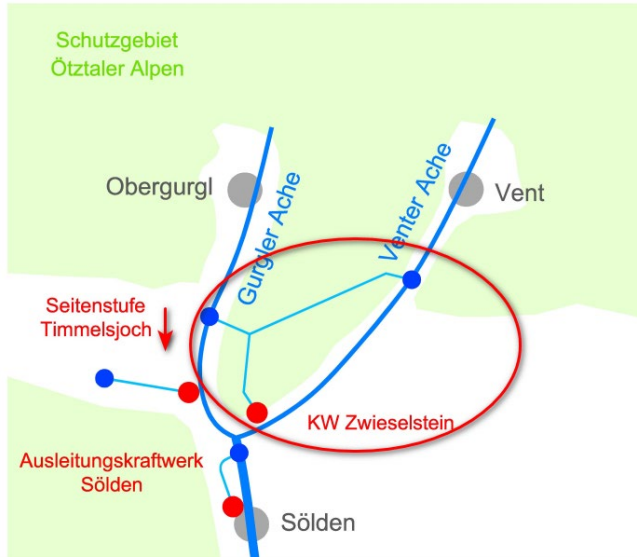 Schutzgebiet
Ötztaler Alpen
Obergurgl
Gurgler Ache
Venter Ache
Vent
Seitenstufe
Timmelsjoch
KW Zwieselstein
Ausleitungskraftwerk
Sölden
Sölden